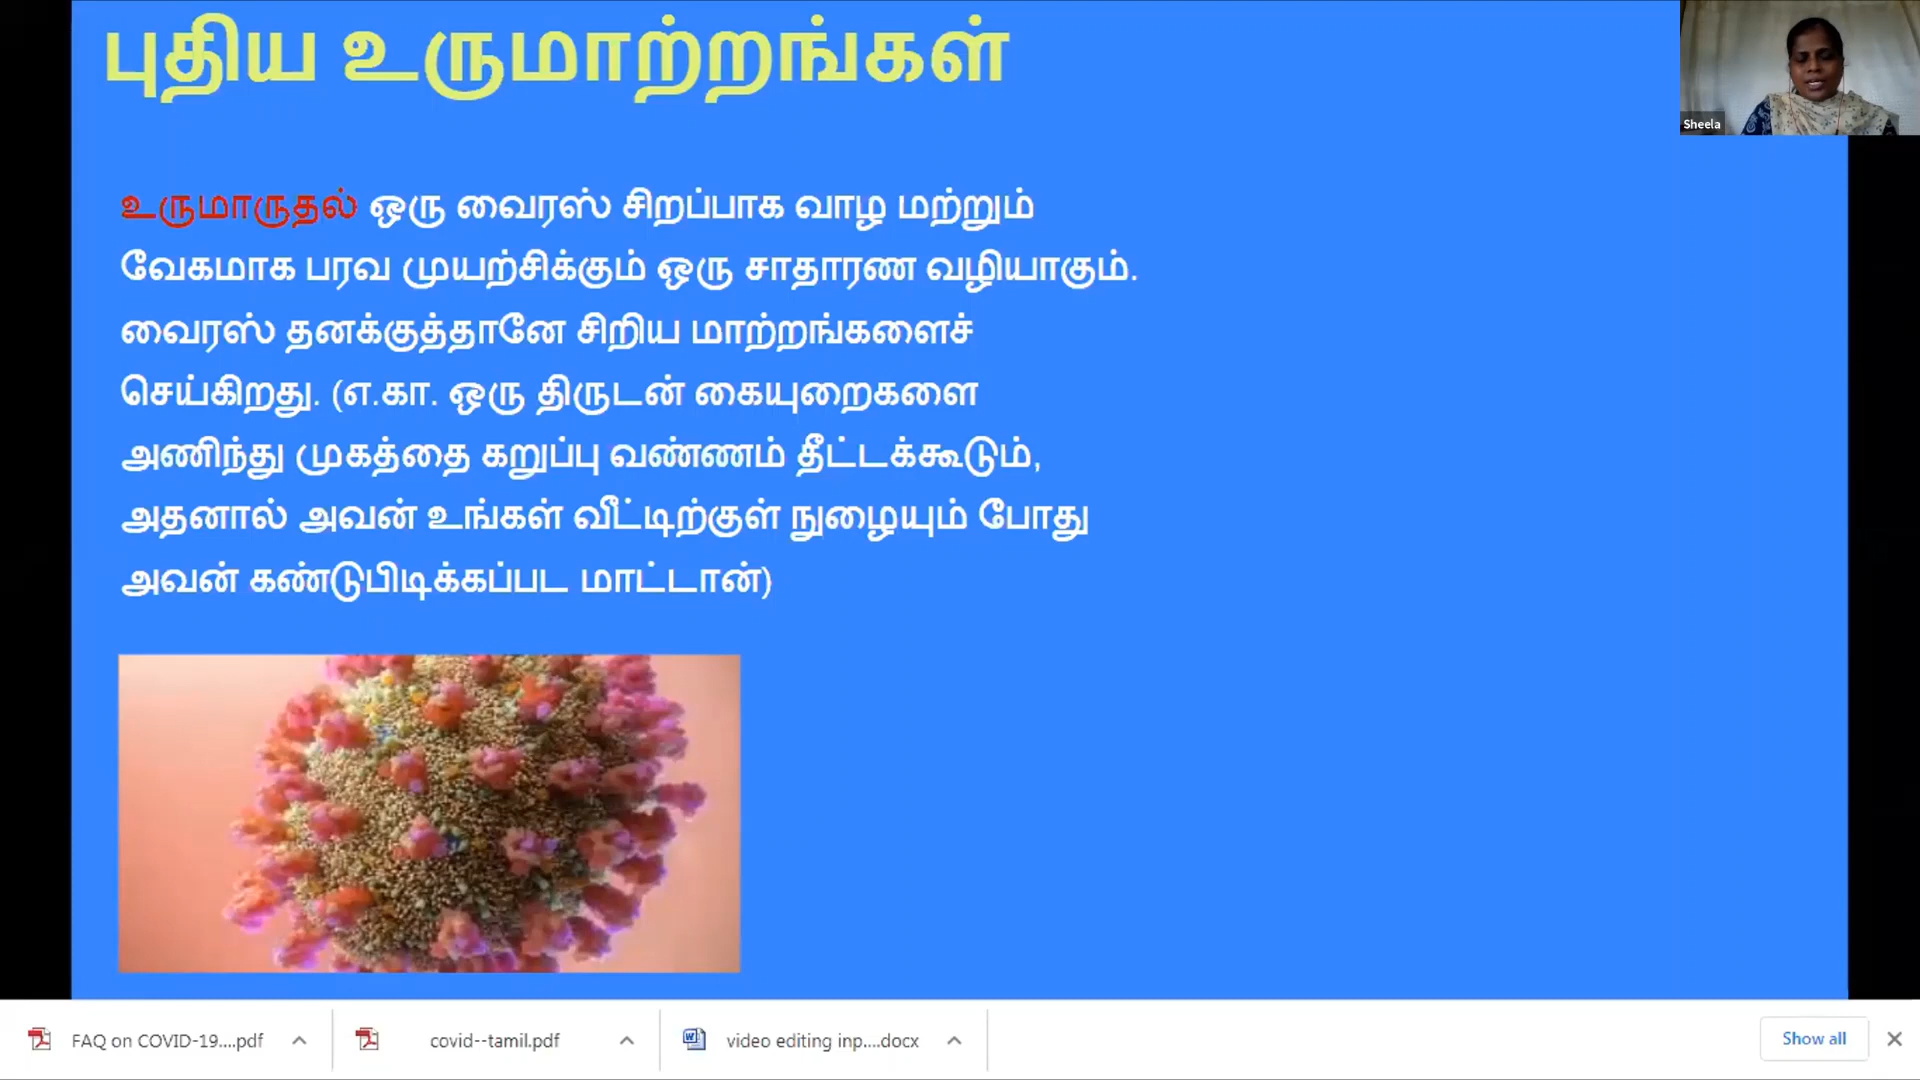 புதிய உருமாற்றங்கள்
Sheela
உருமாருதல் ஒரு வைரஸ் சிறப்பாக வாழ மற்றும்
வேகமாக பரவ முயற்சிக்கும் ஒரு சாதாரண வழியாகும்.
வைரஸ் தனக்குத்தானே சிறிய மாற்றங்களைச்
செய்கிறது. (எ.கா. ஒரு திருடன் கையுறைகளை
அணிந்து முகத்தை கறுப்பு வண்ணம் தீட்டக்கூடும்,
அதனால் அவன் உங்கள் வீட்டிற்குள் நுழையும் போது
அவன் கண்டுபிடிக்கப்பட மாட்டான்)
FAQ on COVID-19....pdf
covid--tamil.pdf
video editing inp....docx
Show all